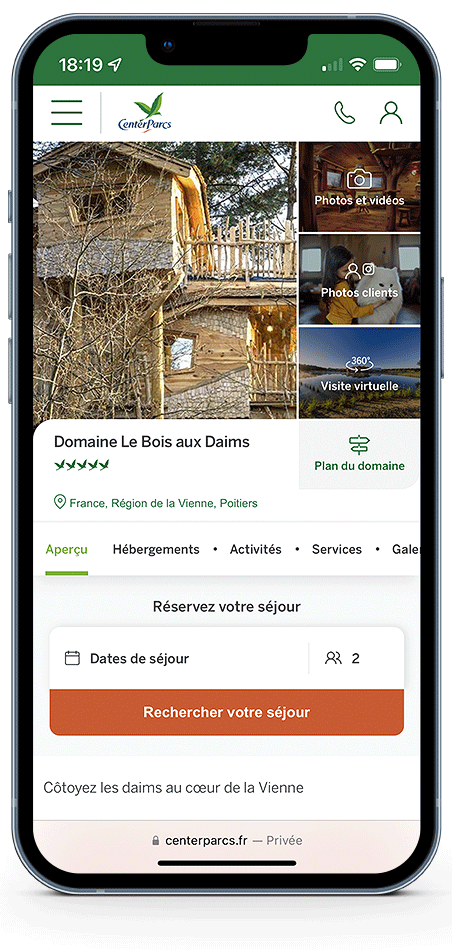 18:19
CenterParcs
Photos et vidéos
Photos clients
360°
Visite virtuelle
Domaine Le Bois aux Daims
Plan du domaine
France, Région de la Vienne, Poitiers
Aperçu Hébergements • Activités • Services • Galer
Réservez votre séjour
Dates de séjour 2
Rechercher votre séjour
Côtoyez les daims au cœur de la Vienne
centerparcs.fr — Privée